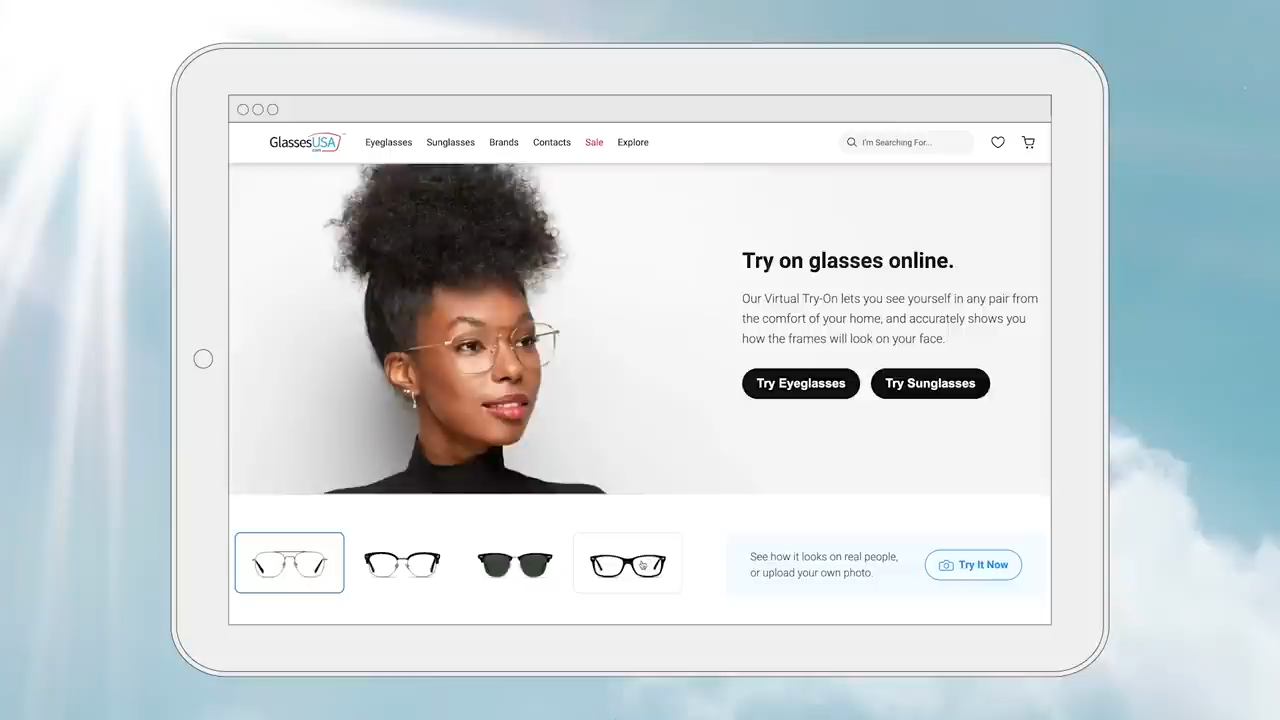 GlassesUSA
.com
Eyeglasses
Sunglasses
Brands
Contacts
Sale
Explore
I'm Searching For...
Try on glasses online.
Our Virtual Try-On lets you see yourself in any pair from
the comfort of your home, and accurately shows you
how the frames will look on your face.
Try Eyeglasses
Try Sunglasses
See how it looks on real people,
or upload your own photo.
Try It Now